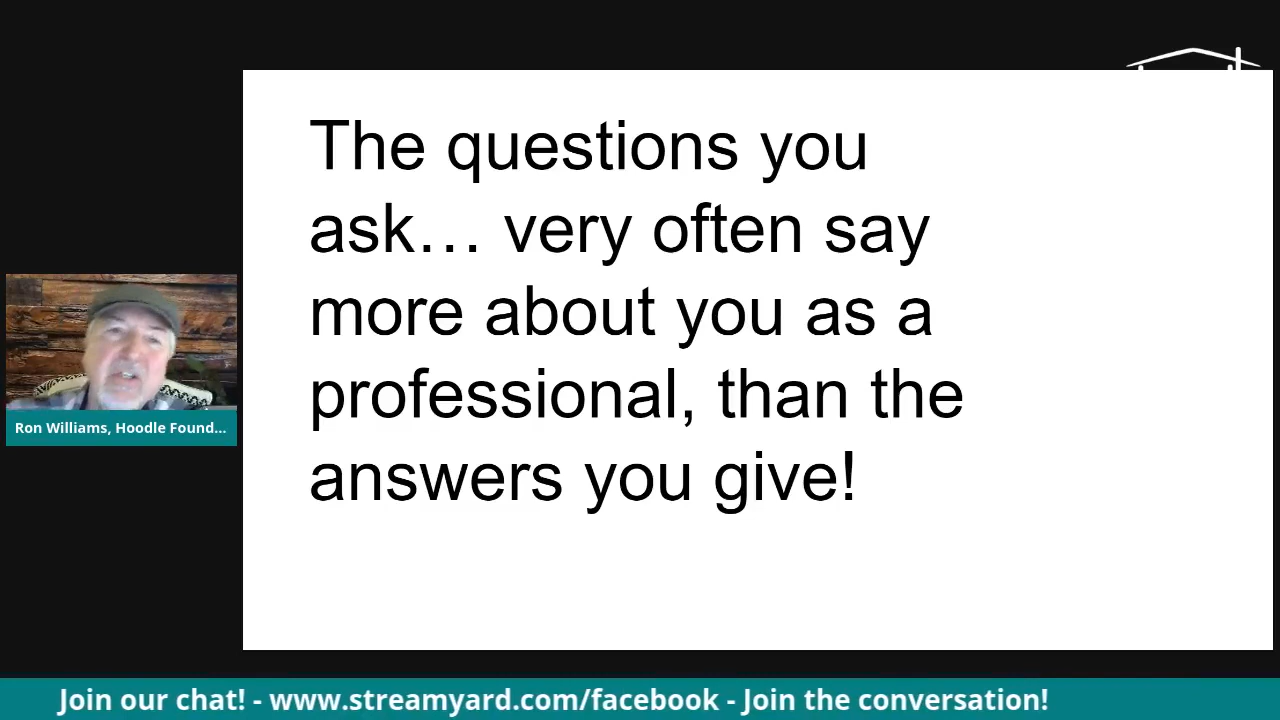 The questions you
ask… very often say
more about you as a
professional, than the
answers you give!
Ron Williams, Hoodle Found...
Join our chat! - www.streamyard.com/facebook - Join the conversation!